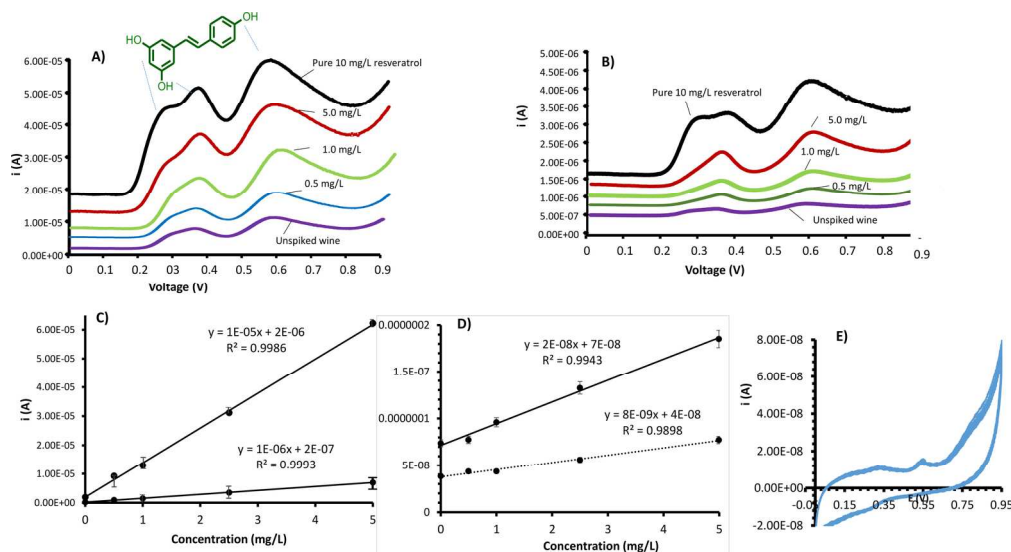 OH
HO
OH
A)
Pure 10 mg/L resveratrol
5.0 mg/L
1.0 mg/L
0.5 mg/L
Unspiked wine
6.00E-05
5.00E-05
4.00E-05
3.00E-05
2.00E-05
1.00E-05
0.00E+00
i (A)
0 0.1 0.2 0.3 0.4 0.5 0.6 0.7 0.8 0.9
Voltage (V)
B)
Pure 10 mg/L resveratrol
5.0 mg/L
1.0 mg/L
0.5 mg/L
Unspiked wine
5.00E-06
4.50E-06
4.00E-06
3.50E-06
3.00E-06
2.50E-06
2.00E-06
1.50E-06
1.00E-06
5.00E-07
0.00E+00
i (A)
0 0.1 0.2 0.3 0.4 0.5 0.6 0.7 0.8 0.9
Voltage (V)
C)
y = 1E-05x + 2E-06
R² = 0.9986
y = 1E-06x + 2E-07
R² = 0.9993
6.00E-05
5.00E-05
4.00E-05
3.00E-05
2.00E-05
1.00E-05
0.00E+00
i (A)
0 1 2 3 4 5
Concentration (mg/L)
D)
y = 2E-08x + 7E-08
R² = 0.9943
y = 8E-09x + 4E-08
R² = 0.9898
0.0000002
1.5E-07
0.0000001
5E-08
0
0 1 2 3 4 5
Concentration (mg/L)
E)
8.00E-08
6.00E-08
4.00E-08
2.00E-08
0.00E+00
-2.00E-08
i (A)
E (V)
-0.05 0.15 0.35 0.55 0.75 0.95